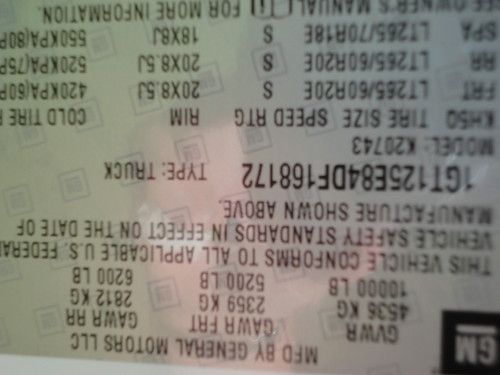 GM
MFD BY GENERAL MOTORS LLC
GVWR GAWR FRT GAWR RR
4536 KG 2359 KG 2812 KG
10000 LB 5200 LB 6200 LB
THIS VEHICLE CONFORMS TO ALL APPLICABLE U.S. FEDERAL
VEHICLE SAFETY STANDARDS IN EFFECT ON THE DATE OF
MANUFACTURE SHOWN ABOVE.
1GT125E84DF168172 TYPE: TRUCK
MODEL: K20743
KH5Q TIRE SIZE SPEED RTG RIM COLD TIRE
FRT LT265/60R20E S 20X8.5J 420KPA(60P
RR LT265/60R20E S 20X8.5J 520KPA(75P
SPA LT265/70R18E S 18X8J 550KPA(80P
EE OWNER'S MANUAL FOR MORE INFORMATION.